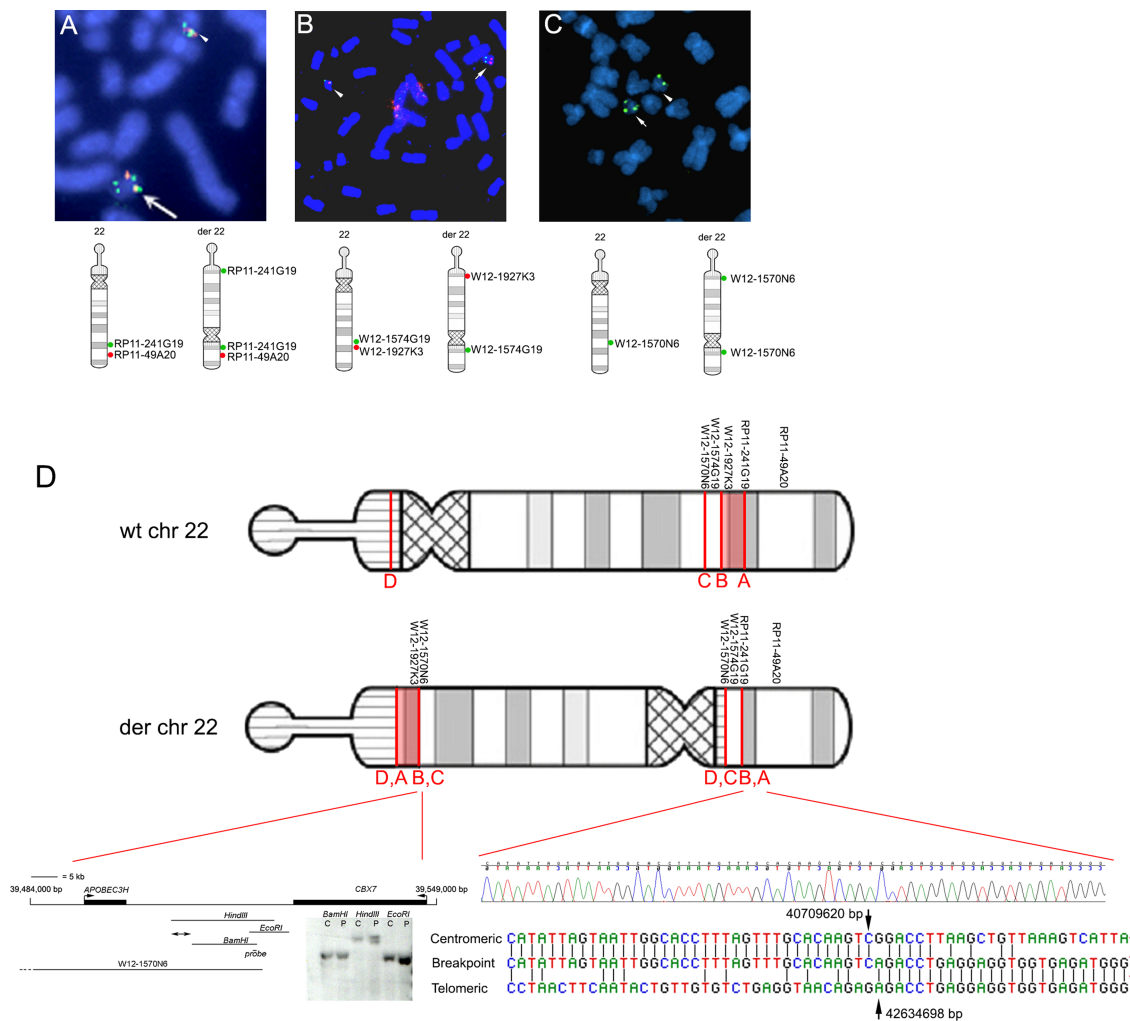 A
B
C
22
der 22
22
der 22
22
der 22
RP11-241G19
RP11-241G19
RP11-49A20
RP11-241G19
RP11-49A20
W12-1574G19
W12-1927K3
W12-1927K3
W12-1574G19
W12-1570N6
W12-1570N6
W12-1570N6
D
W12-1570N6
W12-1574G19
W12-1927K3
RP11-241G19
RP11-49A20
wt chr 22
D
C
B
A
W12-1927K3
W12-1570N6
W12-1570N6
W12-1574G19
RP11-241G19
RP11-49A20
der chr 22
D,A
B,C
D,C
B,A
= 5 kb
39,484,000 bp
APOBEC3H
CBX7
39,549,000 bp
HindIII
EcoRI
BamHI
probe
W12-1570N6
BamHI HindIII EcoRI
C P C P C P
40709620 bp
Centromeric CATATTAGTAATTGGCACCTTTAGTTTGCACAAGTCGGACCTTAAGCTGTTAAAGTCATTA
Breakpoint CATATTAGTAATTGGCACCTTTAGTTTGCACAAGTCAGACCTGAGGAGGTGGTGAGATGGG
Telomeric CCTAACTTCAATACTGTTGTGTCTGAGGTAACAGAGAGACCTGAGGAGGTGGTGAGATGGG
42634698 bp